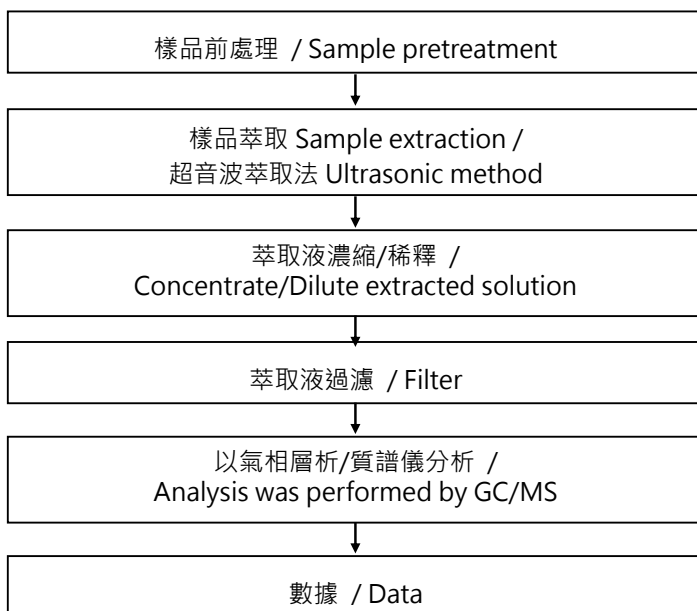 樣品前處理 / Sample pretreatment
樣品萃取 Sample extraction /
超音波萃取法 Ultrasonic method
萃取液濃縮/稀釋 /
Concentrate/Dilute extracted solution
萃取液過濾 / Filter
以氣相層析/質譜儀分析 /
Analysis was performed by GC/MS
數據 / Data